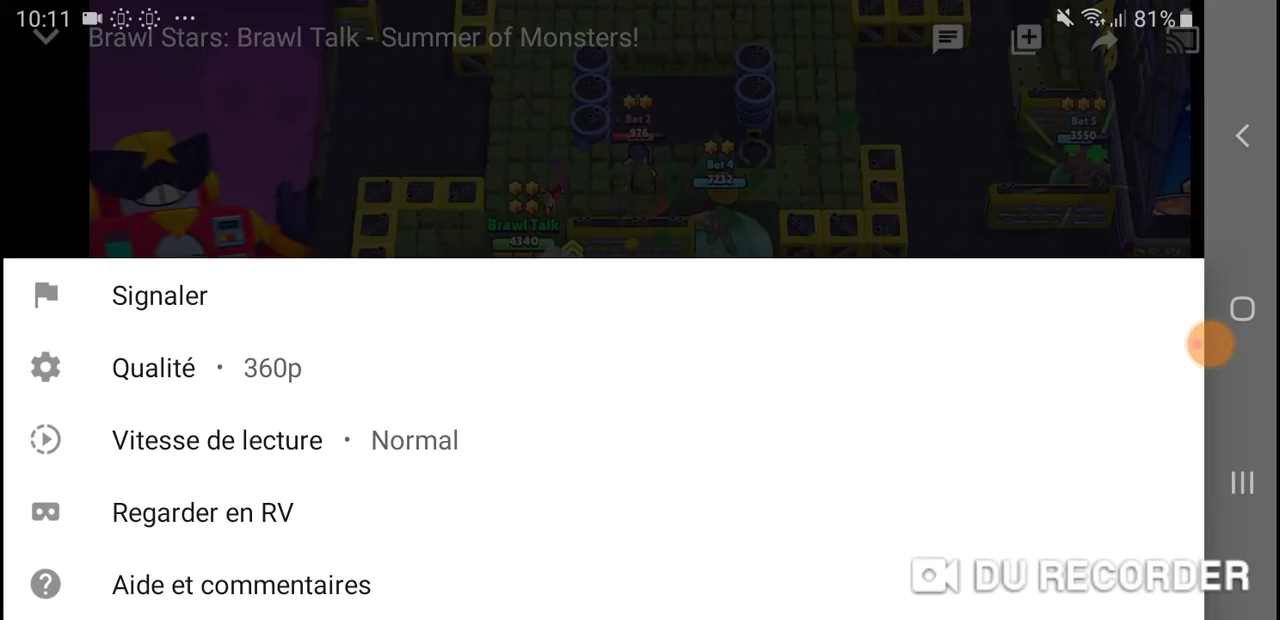 10:11
81%
Brawl Stars: Brawl Talk - Summer of Monsters!
Bot 2
976
Bot 5
3550
Bot 4
7232
Brawl Talk
4340
Signaler
Qualité • 360p
Vitesse de lecture • Normal
Regarder en RV
Aide et commentaires
DU RECORDER